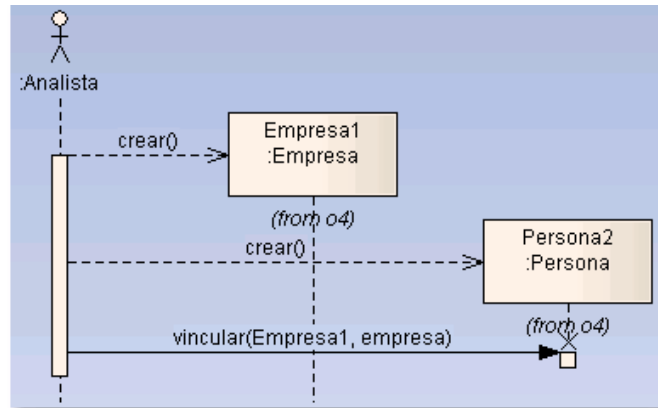 :Analista
crear()
Empresa1
:Empresa
(from o4)
crear()
Persona2
:Persona
(from o4)
vincular(Empresa1, empresa)